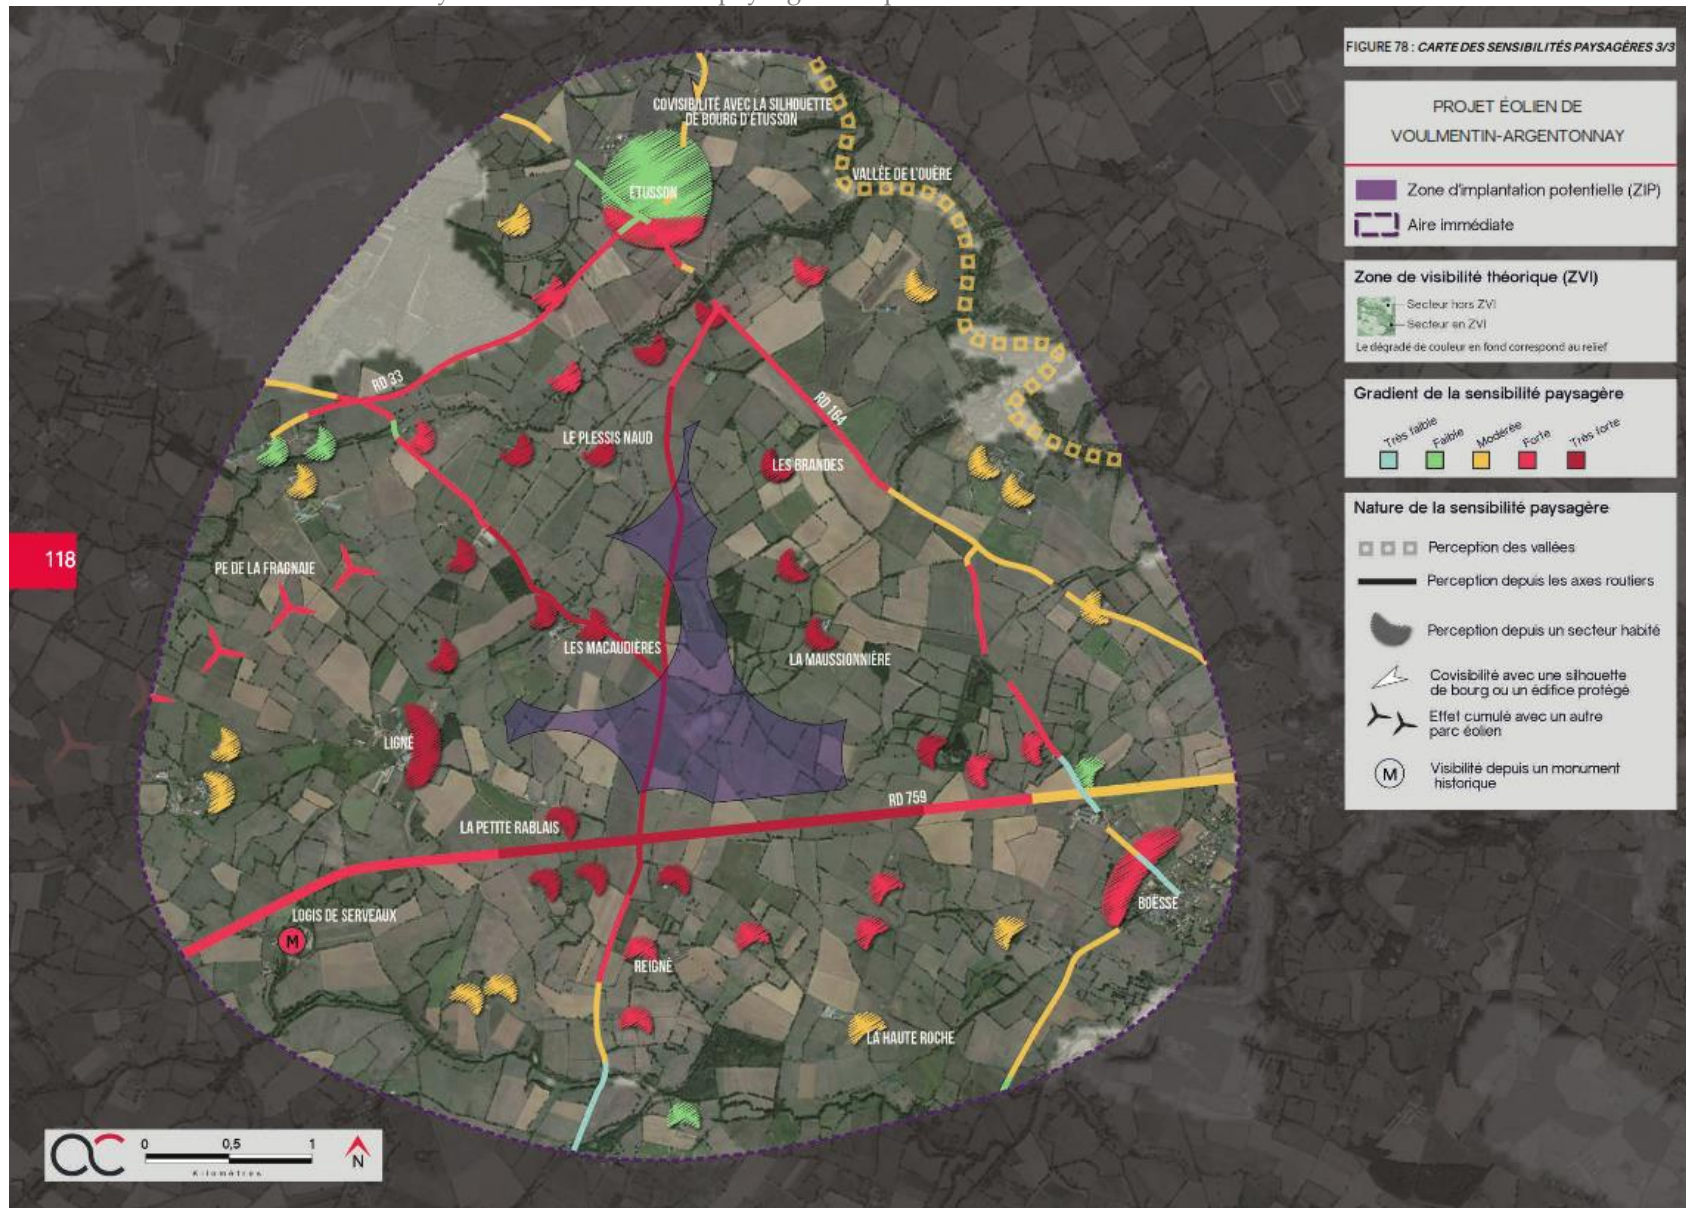 FIGURE 78 : CARTE DES SENSIBILITÉS PAYSAGÈRES 3/3
PROJET ÉOLIEN DE
VOULMENTIN-ARGENTONNAY
Zone d'implantation potentielle (ZIP)
Aire immédiate
Zone de visibilité théorique (ZVI)
Secteur hors ZVI
Secteur en ZVI
Le dégradé de couleur en fond correspond au relief
Gradient de la sensibilité paysagère
Très faible
Faible
Modérée
Forte
Très forte
Nature de la sensibilité paysagère
Perception des vallées
Perception depuis les axes routiers
Perception depuis un secteur habité
Covisibilité avec une silhouette
de bourg ou un édifice protégé
Effet cumulé avec un autre
parc éolien
M
Visibilité depuis un monument
historique
COVISIBILITÉ AVEC LA SILHOUETTE
DE BOURG D'ÉTUSSON
VALLÉE DE L'OUÈRE
ETUSSON
RD 33
RD 164
LE PLESSIS NAUD
LES BRANDES
118
PE DE LA FRAGNAIE
LES MACAUDIÈRES
LA MAUSSIONNIÈRE
LIGNÉ
RD 759
LA PETITE RABLAIS
BOËSSE
LOGIS DE SERVEAUX
M
REIGNÉ
LA HAUTE ROCHE
0 0,5 1
Kilomètres
N